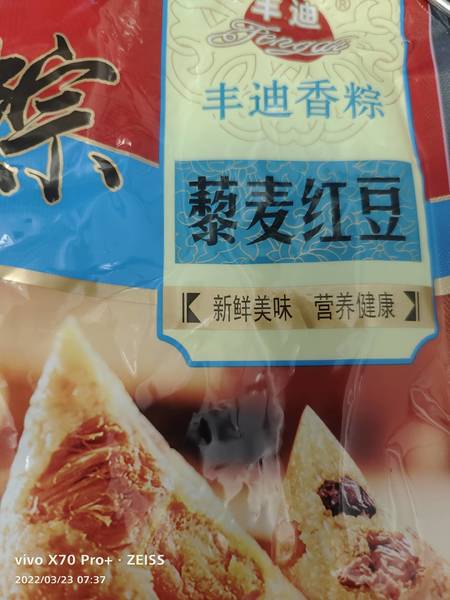 丰迪®
Fengdi
丰迪香粽
粽
藜麦红豆
新鲜美味 营养健康
vivo X70 Pro+ · ZEISS
2022/03/23 07:37